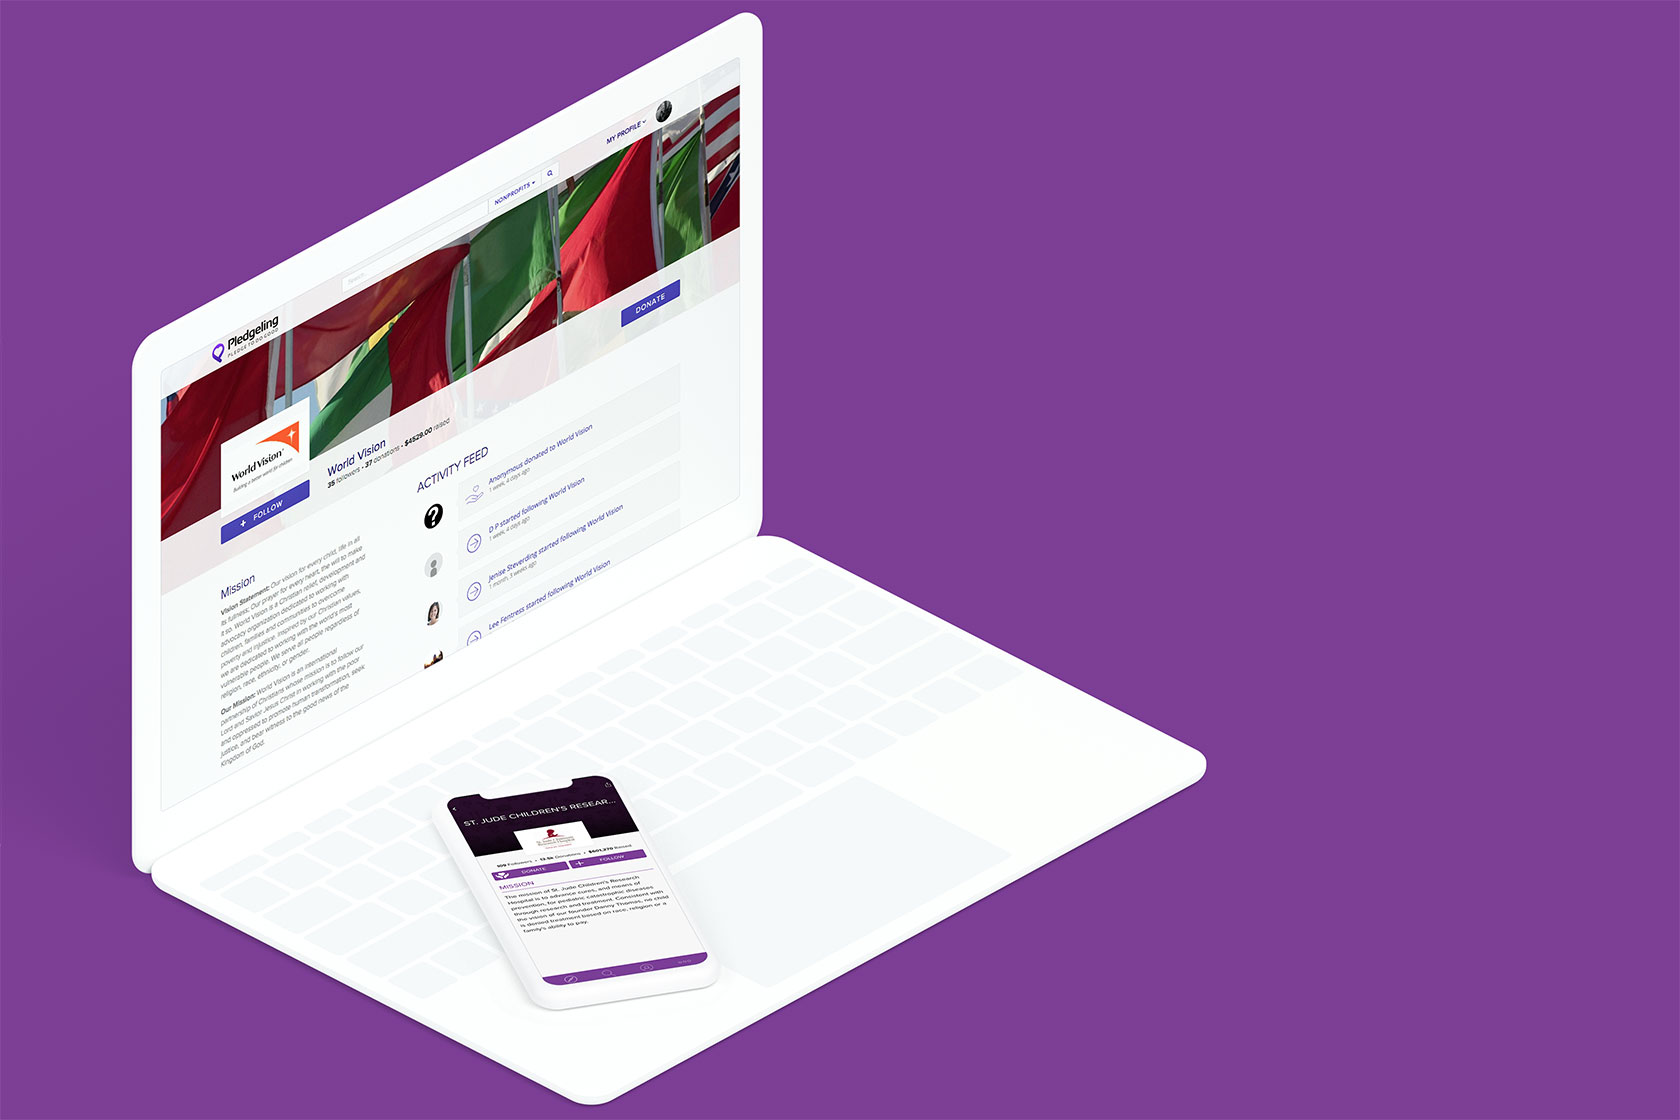 MY PROFILE
NONPROFITS
Search...
Pledgeling
PLEDGE TO DO GOOD
DONATE
World Vision
Building a better world for children
+ FOLLOW
World Vision
35 followers • 37 donations • $4529.00 raised
ACTIVITY FEED
Anonymous donated to World Vision
1 week, 4 days ago
D P started following World Vision
1 week, 4 days ago
Jenise Steverding started following World Vision
1 month, 3 weeks ago
Lee Fentress started following World Vision
Mission
Vision Statement: Our vision for every child, life in all
its fullness; Our prayer for every heart, the will to make
it so. World Vision is a Christian relief, development and
advocacy organization dedicated to working with
children, families and communities to overcome
poverty and injustice. Inspired by our Christian values,
we are dedicated to working with the world's most
vulnerable people. We serve all people regardless of
religion, race, ethnicity, or gender.
Our Mission: World Vision is an international
partnership of Christians whose mission is to follow our
Lord and Savior Jesus Christ in working with the poor
and oppressed to promote human transformation, seek
justice, and bear witness to the good news of the
Kingdom of God.
ST. JUDE CHILDREN'S RESEAR...
St. Jude Children's
Research Hospital
109 Followers • 12.5k Donations • $601,270 Raised
DONATE
+ FOLLOW
MISSION
The mission of St. Jude Children's Research
Hospital is to advance cures, and means of
prevention, for pediatric catastrophic diseases
through research and treatment. Consistent with
the vision of our founder Danny Thomas, no child
is denied treatment based on race, religion or a
family's ability to pay.